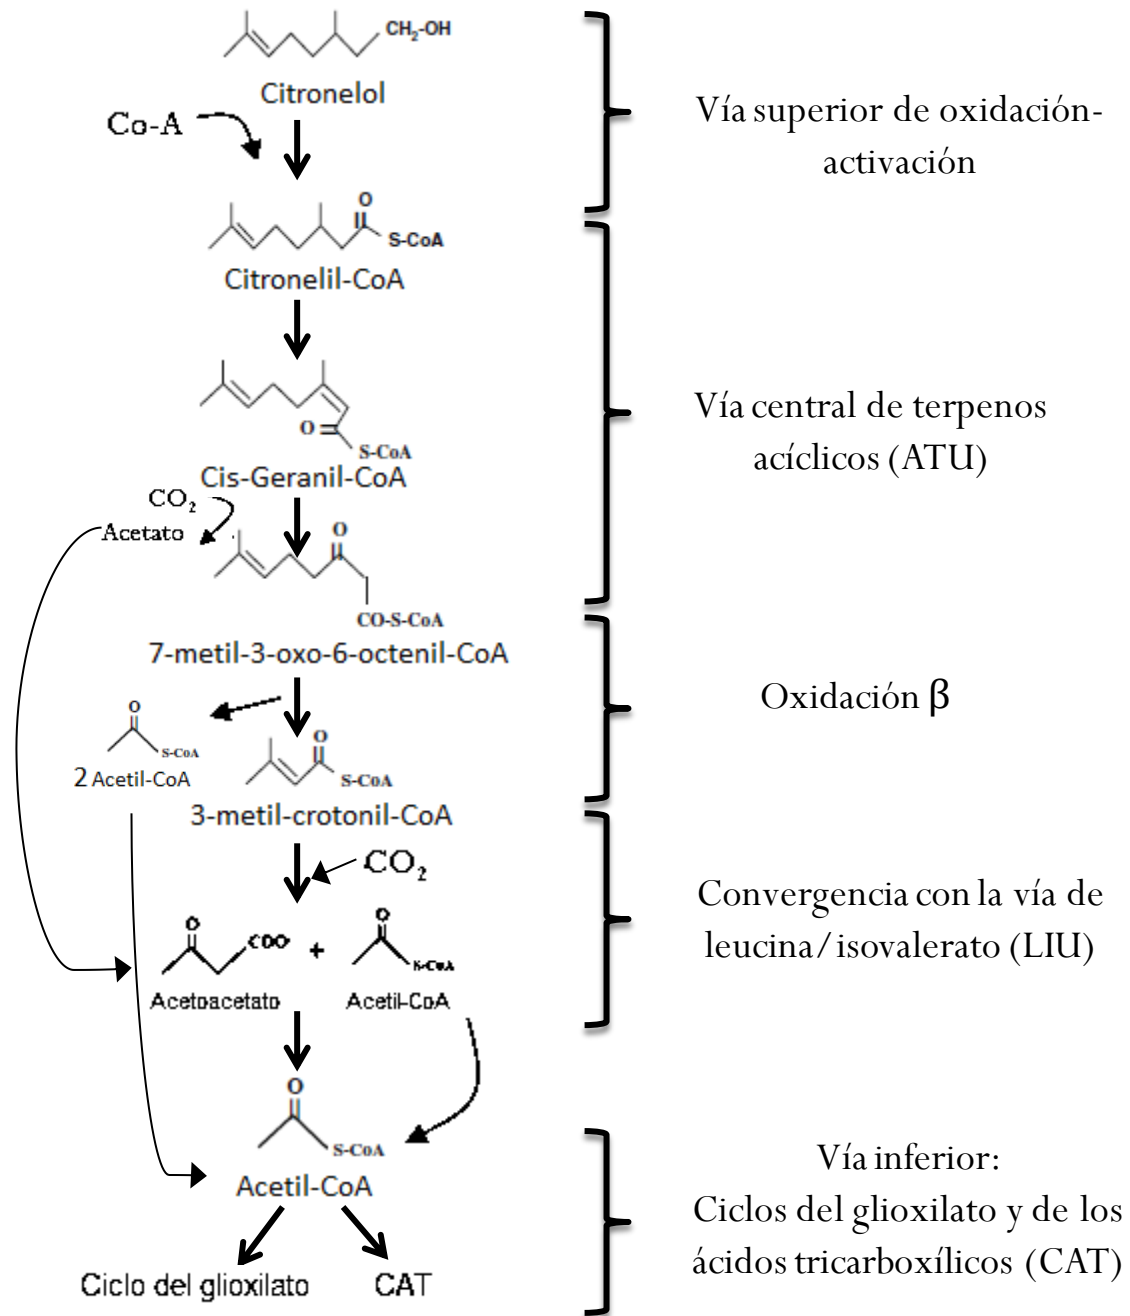 CH₂-OH
Citronelol
Co-A
Vía superior de oxidación-
activación
O
S-CoA
Citronelil-CoA
O
S-CoA
Cis-Geranil-CoA
Vía central de terpenos
acíclicos (ATU)
CO₂
Acetato
O
CO-S-CoA
7-metil-3-oxo-6-octenil-CoA
Oxidación β
O
S-CoA
2 Acetil-CoA
O
S-CoA
3-metil-crotonil-CoA
CO₂
Convergencia con la vía de
leucina/isovalerato (LIU)
O
COO
+
O
S-CoA
Acetoacetato
Acetil-CoA
O
S-CoA
Acetil-CoA
Vía inferior:
Ciclos del glioxilato y de los
ácidos tricarboxílicos (CAT)
Ciclo del glioxilato
CAT